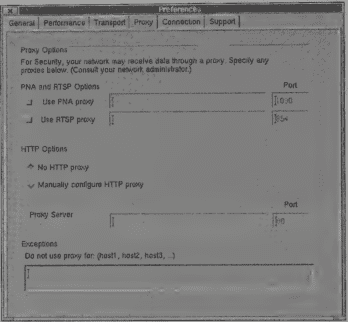 Preferences
General Performance Transport Proxy Connection Support
Proxy Options
For Security, your network may receive data through a proxy. Specify any
proxies below. (Consult your network administrator.)
PNA and RTSP Options
Port
Use PNA proxy
Use RTSP proxy
HTTP Options
No HTTP proxy
Manually configure HTTP proxy
Port
Proxy Server
Exceptions
Do not use proxy for: (host1, host2, host3, ..)